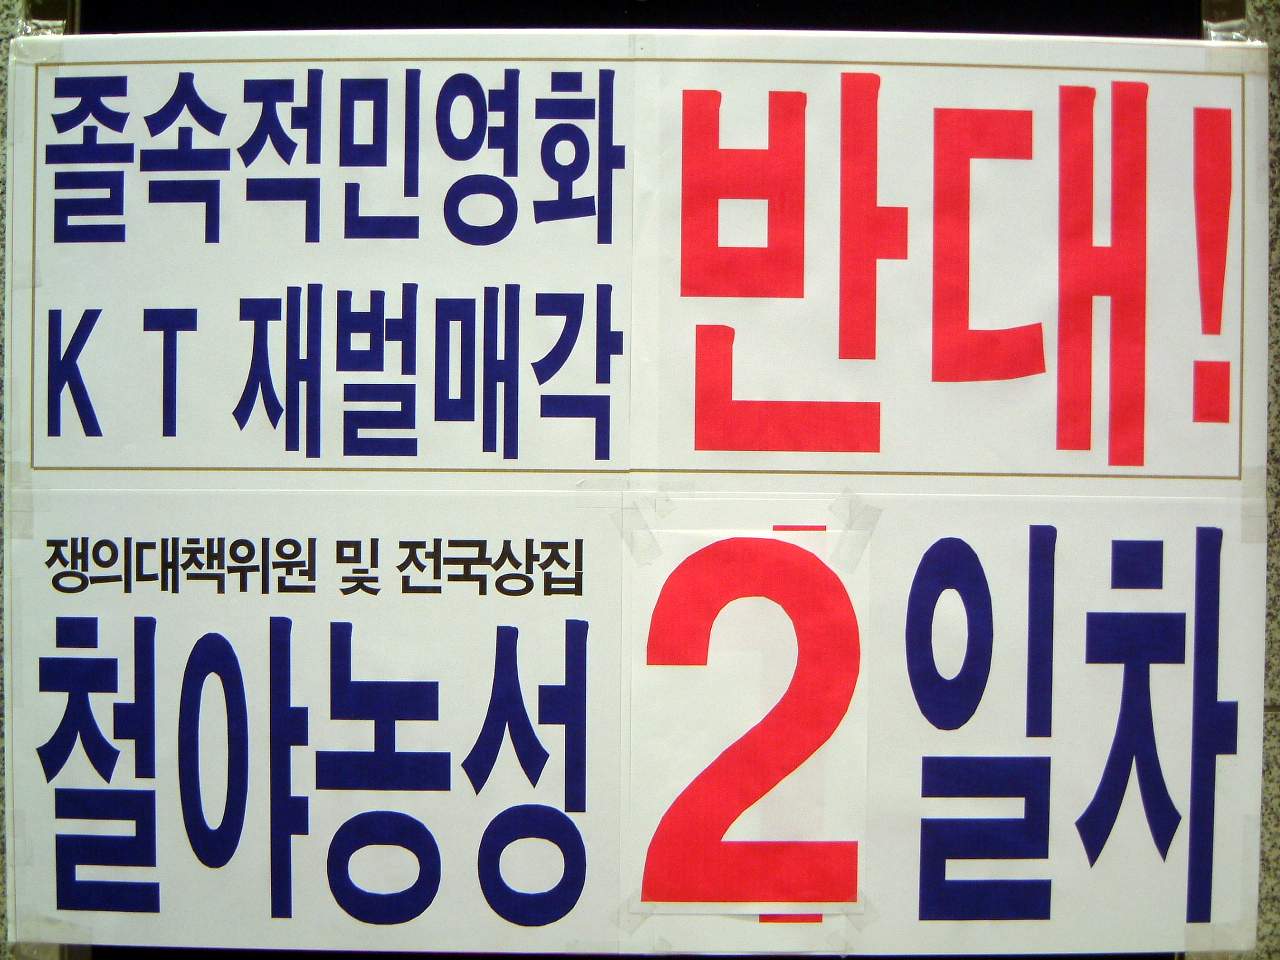 졸속적민영화
KT 재벌매각
반대!
쟁의대책위원 및 전국상집
철야농성
2일차